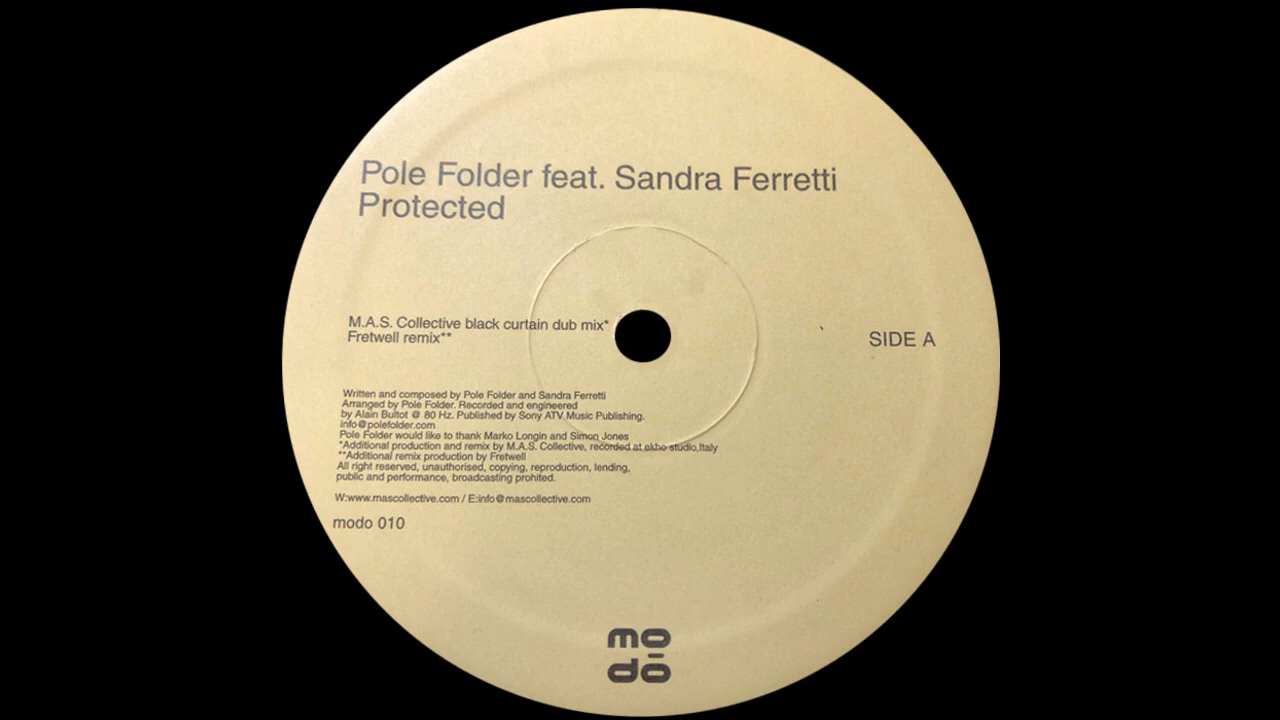 Pole Folder feat. Sandra Ferretti
Protected
M.A.S. Collective black curtain dub mix*
Fretwell remix**
SIDE A
Written and composed by Pole Folder and Sandra Ferretti
Arranged by Pole Folder. Recorded and engineered
by Alain Bultot @ 80 Hz. Published by Sony ATV Music Publishing.
info@polefolder.com
Pole Folder would like to thank Marko Longin and Simon Jones
*Additional production and remix by M.A.S. Collective, recorded at ekho studio,Italy
**Additional remix production by Fretwell
All right reserved, unauthorised, copying, reproduction, lending,
public and performance, broadcasting prohited.
W:www.mascollective.com / E:info@mascollective.com
modo 010
mo
do